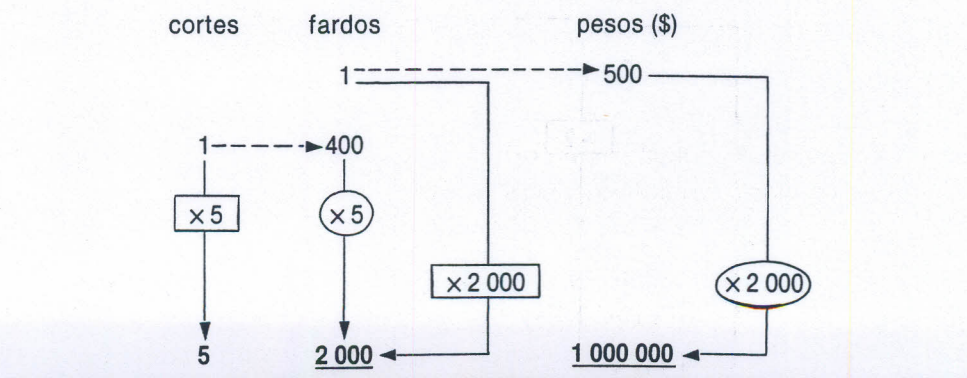 cortes fardos pesos ($)
1 500
1 400
× 5 × 5
× 2 000 × 2 000
5 2 000 1 000 000